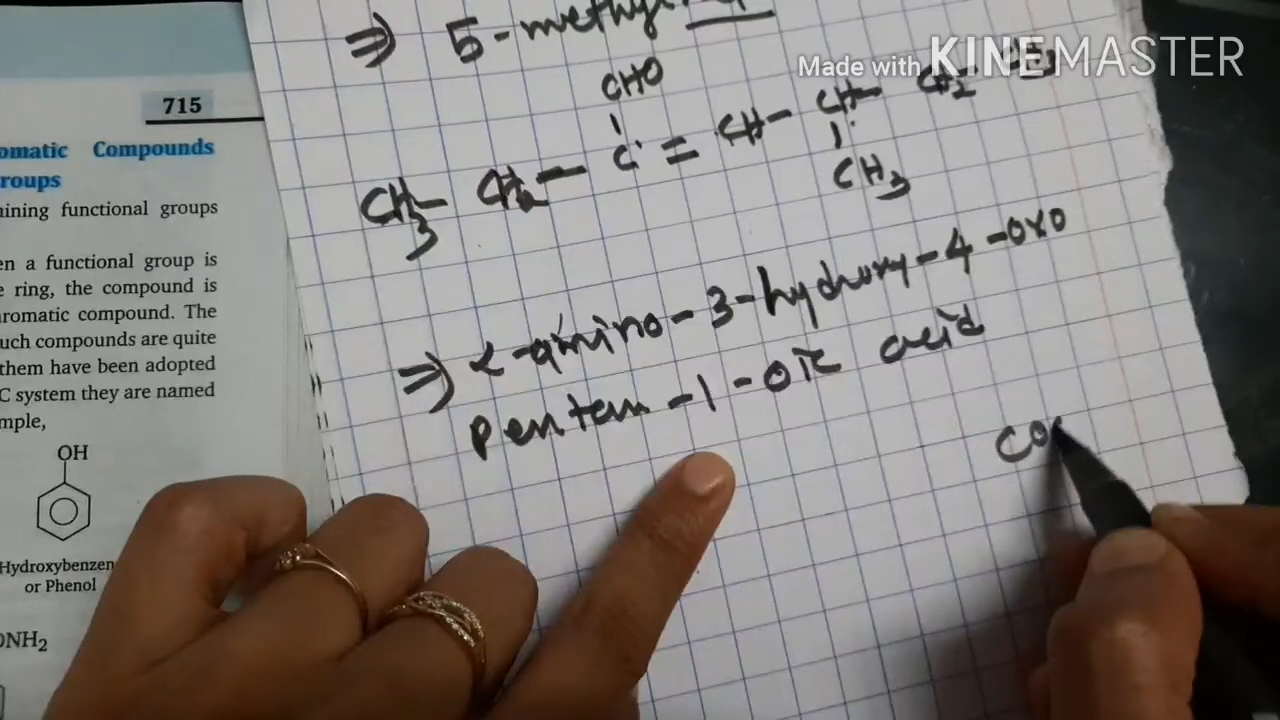 715
omatic Compounds
roups
ining functional groups
en a functional group is
e ring, the compound is
romatic compound. The
uch compounds are quite
them have been adopted
C system they are named
mple,
OH
Hydroxybenzen
or Phenol
ONH₂
Made with KINEMASTER
⇒ 5-methyl
CHO
CH₃ - CH₂ - C = CH - CH - CH₂ - CH₃
CH₃
⇒ 2-amino-3-hydroxy-4-oxo
pentan-1-oic acid
CO